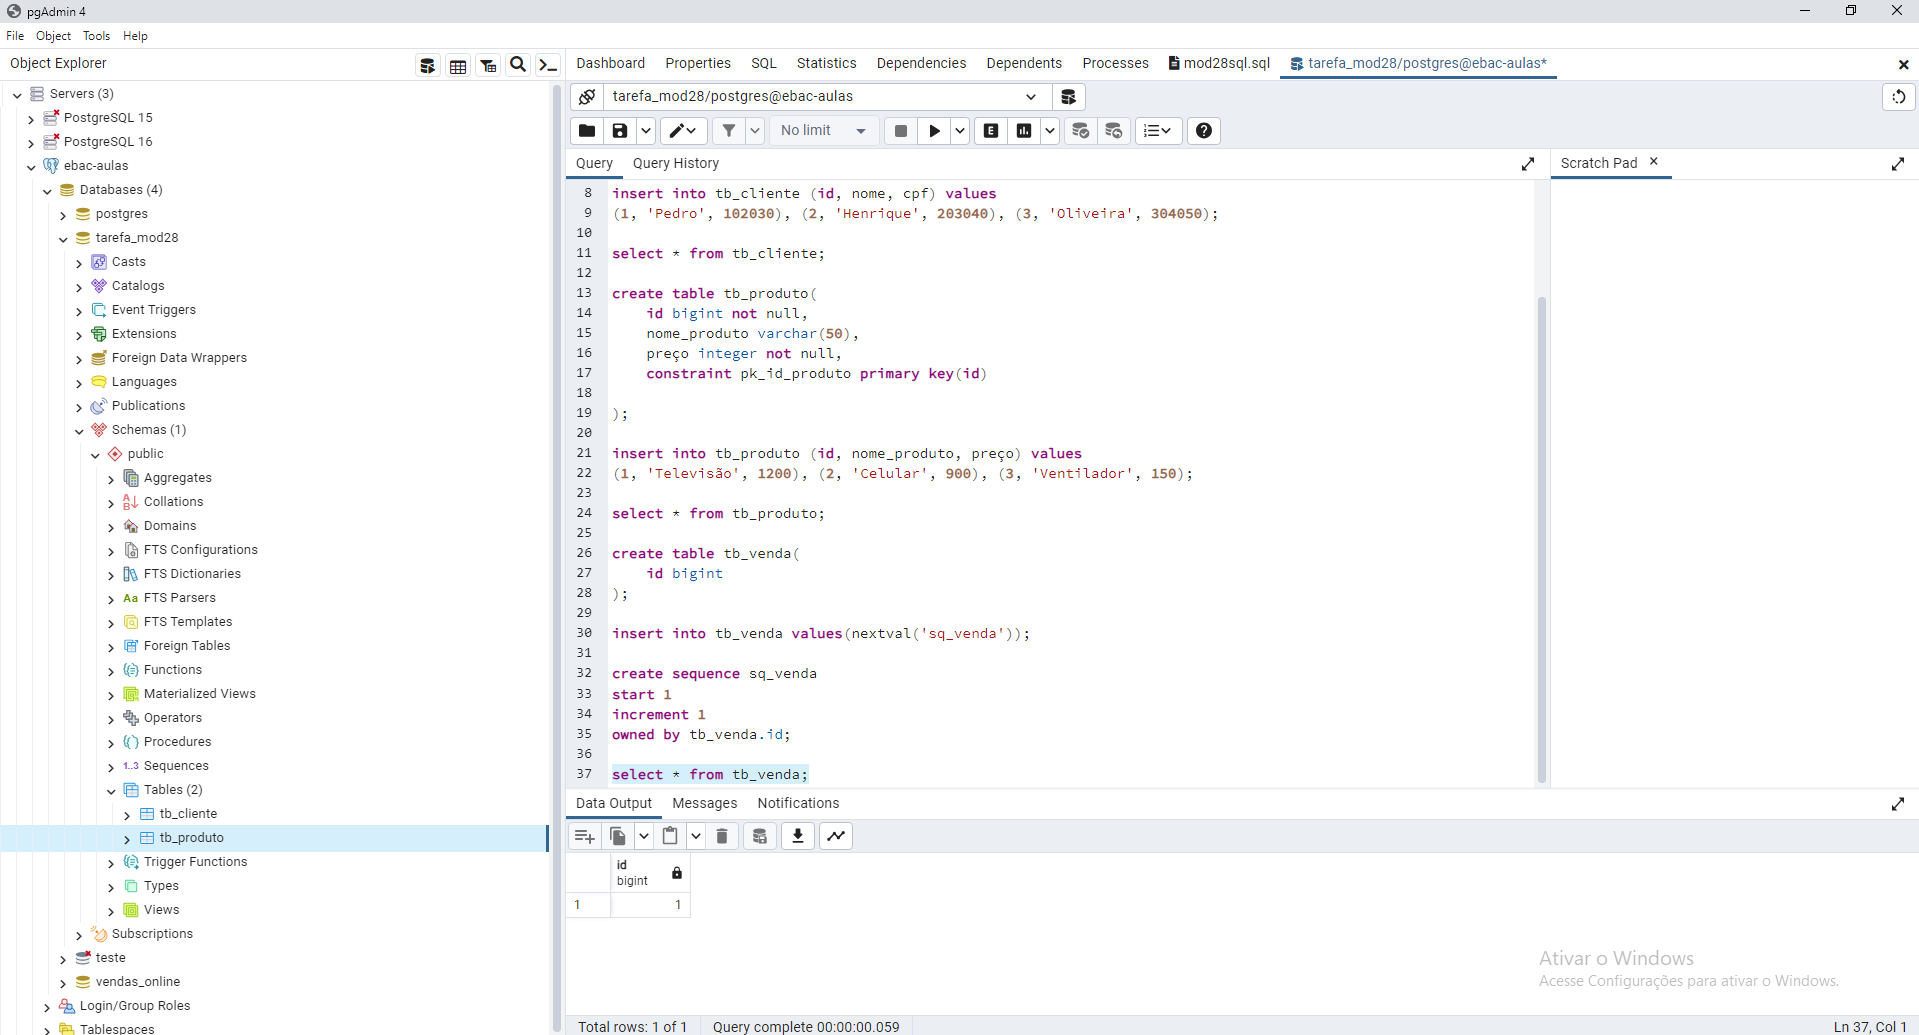 pgAdmin 4
File Object Tools Help
Object Explorer
Dashboard Properties SQL Statistics Dependencies Dependents Processes mod28sql.sql tarefa_mod28/postgres@ebac-aulas*
Servers (3)
PostgreSQL 15
PostgreSQL 16
ebac-aulas
Databases (4)
postgres
tarefa_mod28
Casts
Catalogs
Event Triggers
Extensions
Foreign Data Wrappers
Languages
Publications
Schemas (1)
public
Aggregates
Collations
Domains
FTS Configurations
FTS Dictionaries
Aa FTS Parsers
FTS Templates
Foreign Tables
Functions
Materialized Views
Operators
Procedures
1..3 Sequences
Tables (2)
tb_cliente
tb_produto
Trigger Functions
Types
Views
Subscriptions
teste
vendas_online
Login/Group Roles
Tablespaces
tarefa_mod28/postgres@ebac-aulas
No limit E
Query Query History
Scratch Pad
8 insert into tb_cliente (id, nome, cpf) values
9 (1, 'Pedro', 102030), (2, 'Henrique', 203040), (3, 'Oliveira', 304050);
10
11 select * from tb_cliente;
12
13 create table tb_produto(
14 id bigint not null,
15 nome_produto varchar(50),
16 preço integer not null,
17 constraint pk_id_produto primary key(id)
18
19 );
20
21 insert into tb_produto (id, nome_produto, preço) values
22 (1, 'Televisão', 1200), (2, 'Celular', 900), (3, 'Ventilador', 150);
23
24 select * from tb_produto;
25
26 create table tb_venda(
27 id bigint
28 );
29
30 insert into tb_venda values(nextval('sq_venda'));
31
32 create sequence sq_venda
33 start 1
34 increment 1
35 owned by tb_venda.id;
36
37 select * from tb_venda;
Data Output Messages Notifications
id
bigint
1 1
Ativar o Windows
Acesse Configurações para ativar o Windows.
Total rows: 1 of 1 Query complete 00:00:00.059 Ln 37, Col 1